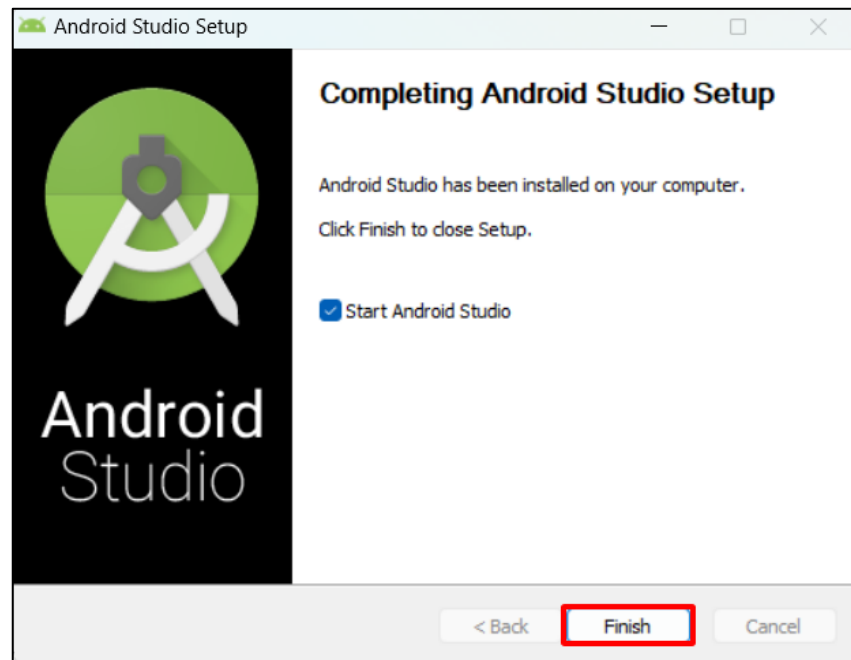 Android Studio Setup
Completing Android Studio Setup
Android Studio has been installed on your computer.
Click Finish to close Setup.
Start Android Studio
Android
Studio
< Back
Finish
Cancel